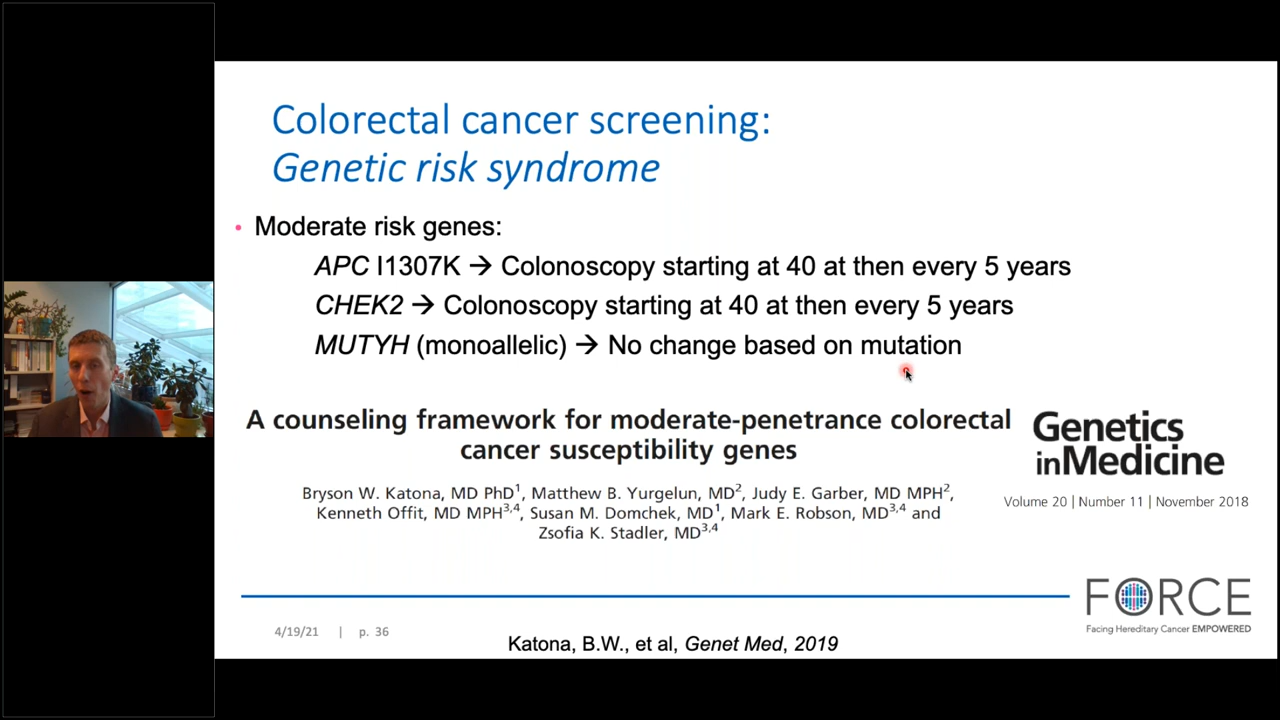 Colorectal cancer screening:
Genetic risk syndrome
• Moderate risk genes:
APC I1307K → Colonoscopy starting at 40 at then every 5 years
CHEK2 → Colonoscopy starting at 40 at then every 5 years
MUTYH (monoallelic) → No change based on mutation
A counseling framework for moderate-penetrance colorectal
cancer susceptibility genes
Bryson W. Katona, MD PhD1, Matthew B. Yurgelun, MD2, Judy E. Garber, MD MPH2,
Kenneth Offit, MD MPH3,4, Susan M. Domchek, MD1, Mark E. Robson, MD3,4 and
Zsofia K. Stadler, MD3,4
Genetics
inMedicine
Volume 20 | Number 11 | November 2018
4/19/21 | p. 36
Katona, B.W., et al, Genet Med, 2019
FORCE
Facing Hereditary Cancer EMPOWERED